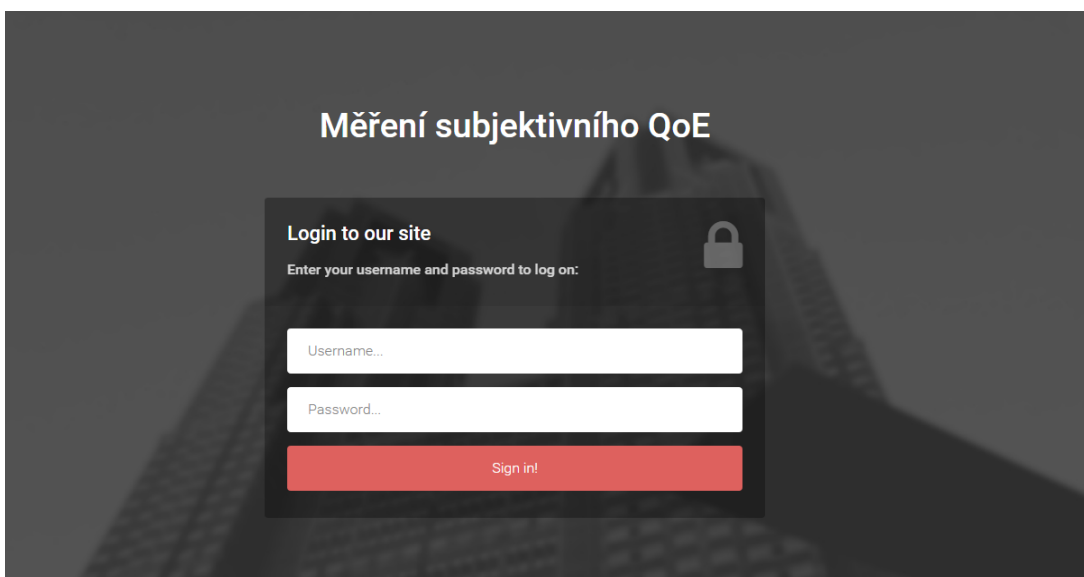 Měření subjektivního QoE
Login to our site
Enter your username and password to log on:
Username...
Password...
Sign in!